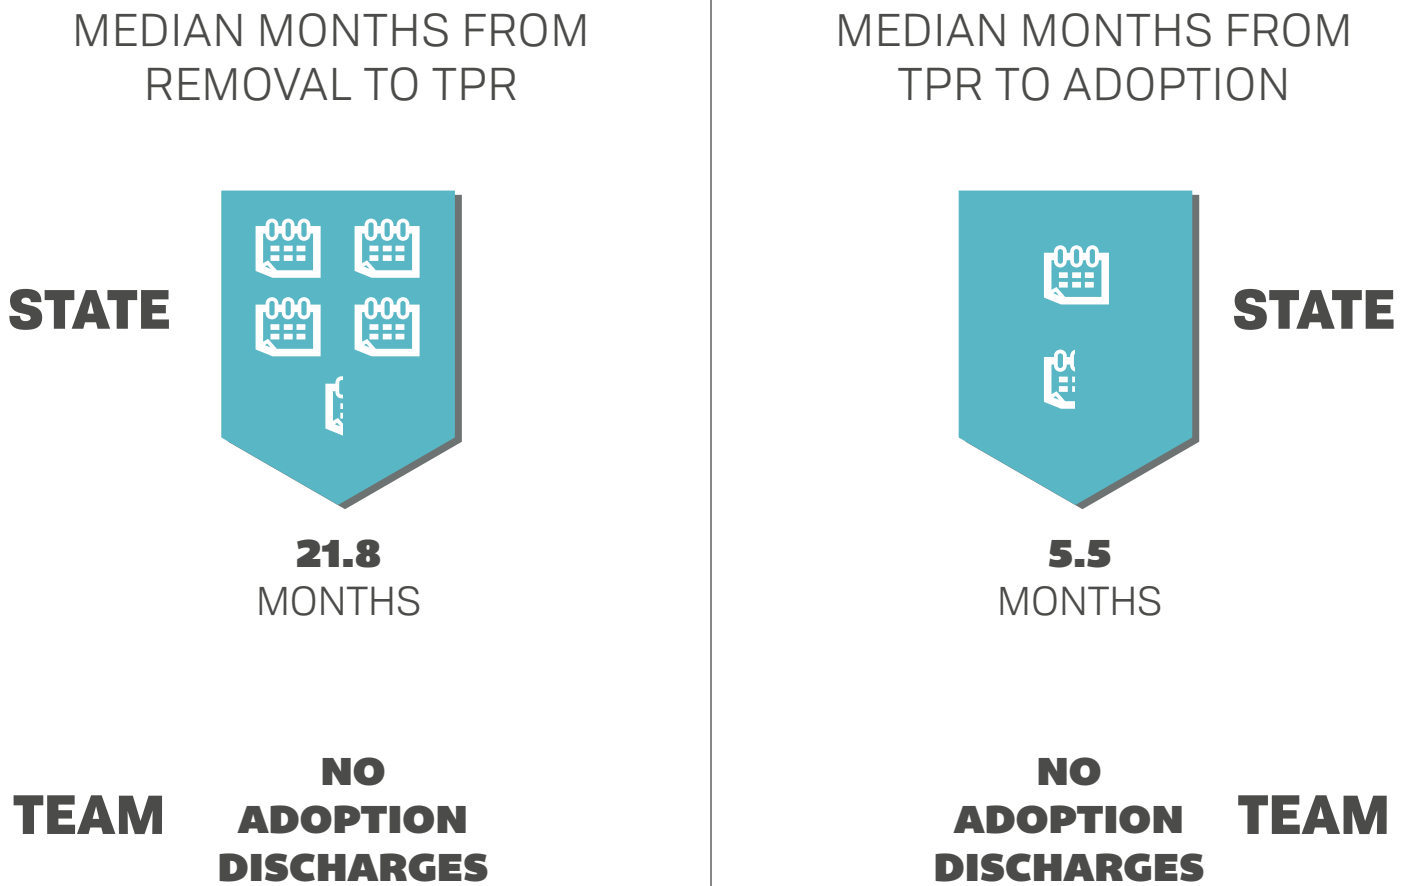 MEDIAN MONTHS FROM
REMOVAL TO TPR
STATE
21.8
MONTHS
TEAM
NO
ADOPTION
DISCHARGES
MEDIAN MONTHS FROM
TPR TO ADOPTION
STATE
5.5
MONTHS
NO
ADOPTION
DISCHARGES
TEAM